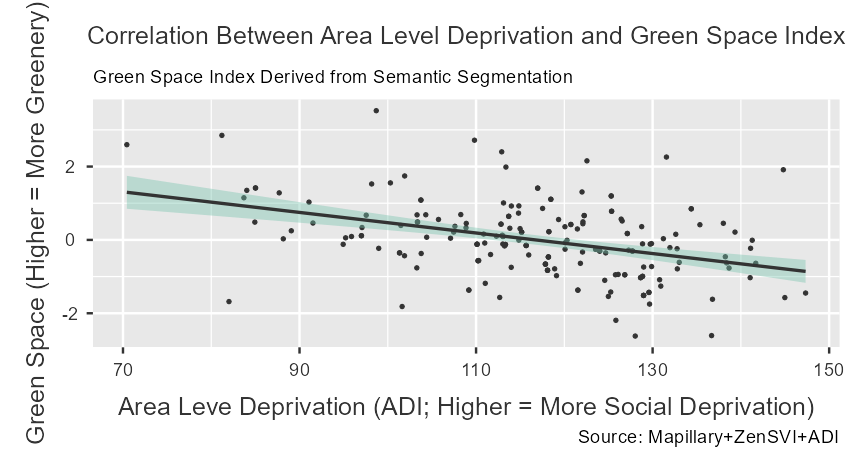 Correlation Between Area Level Deprivation and Green Space Index
Green Space Index Derived from Semantic Segmentation
Green Space (Higher = More Greenery)
2
0
-2
70 90 110 130 150
Area Leve Deprivation (ADI; Higher = More Social Deprivation)
Source: Mapillary+ZenSVI+ADI